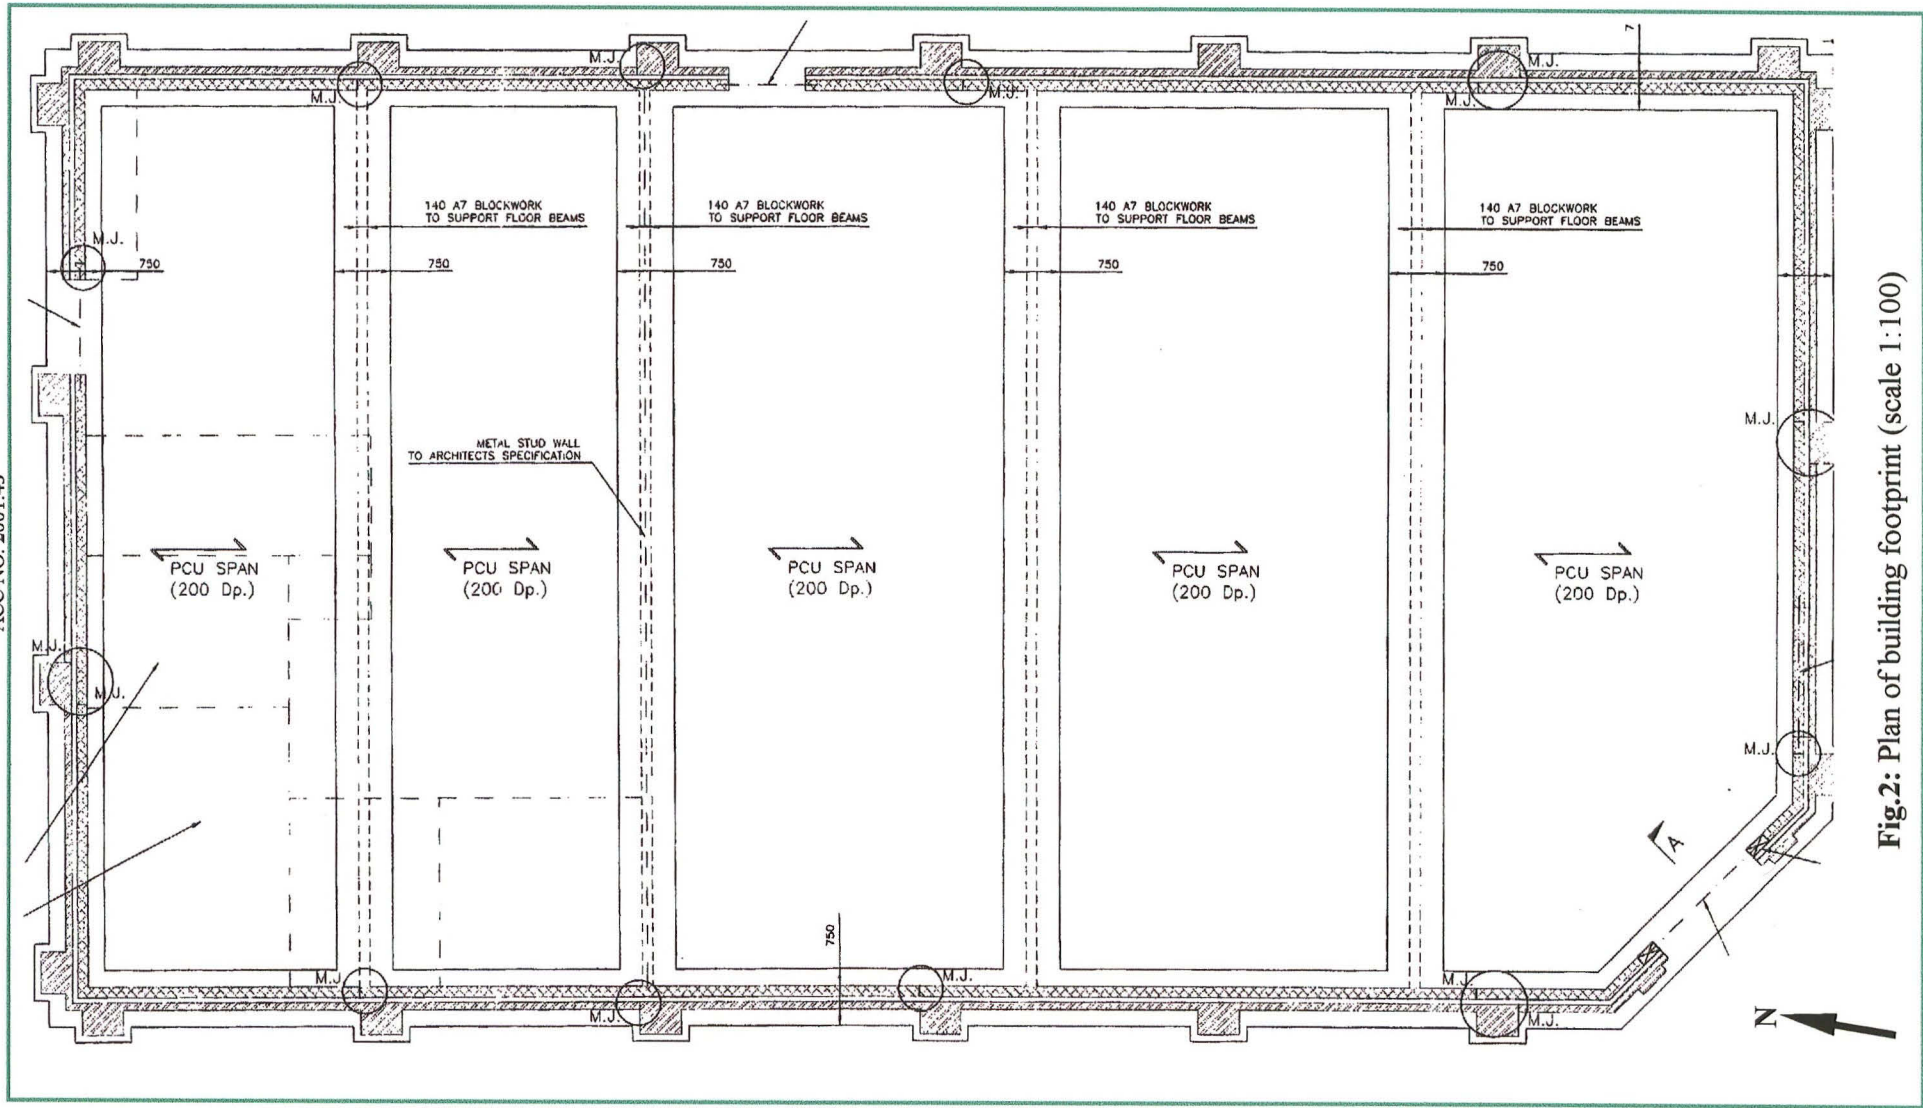 7
M.J.
M.J.
M.J.
M.J.
M.J.
M.J.
140 A7 BLOCKWORK
TO SUPPORT FLOOR BEAMS
140 A7 BLOCKWORK
TO SUPPORT FLOOR BEAMS
140 A7 BLOCKWORK
TO SUPPORT FLOOR BEAMS
140 A7 BLOCKWORK
TO SUPPORT FLOOR BEAMS
750
750
750
750
750
M.J.
METAL STUD WALL
TO ARCHITECTS SPECIFICATION
PCU SPAN
(200 Dp.)
PCU SPAN
(200 Dp.)
PCU SPAN
(200 Dp.)
PCU SPAN
(200 Dp.)
PCU SPAN
(200 Dp.)
M.J.
M.J.
M.J.
A
750
M.J
M.J.
M.J.
M.J.
M.J.
N
Fig.2: Plan of building footprint (scale 1:100)